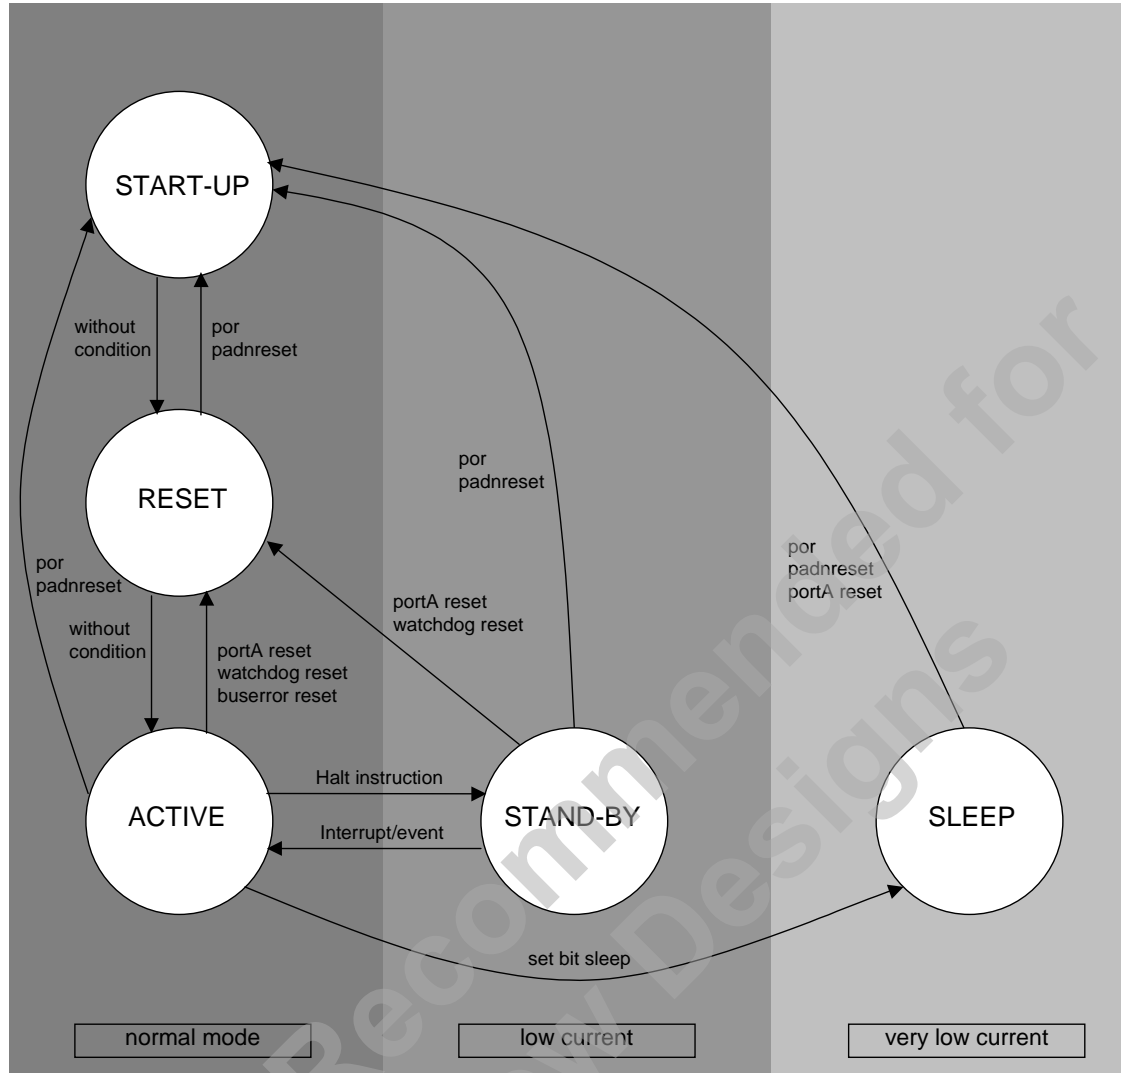 START-UP
without
condition
por
padnreset
RESET
por
padnreset
por
padnreset
por
padnreset
portA reset
without
condition
portA reset
watchdog reset
buserror reset
portA reset
watchdog reset
ACTIVE
Halt instruction
Interrupt/event
STAND-BY
SLEEP
set bit sleep
normal mode
low current
very low current
Recommended for
w Designs